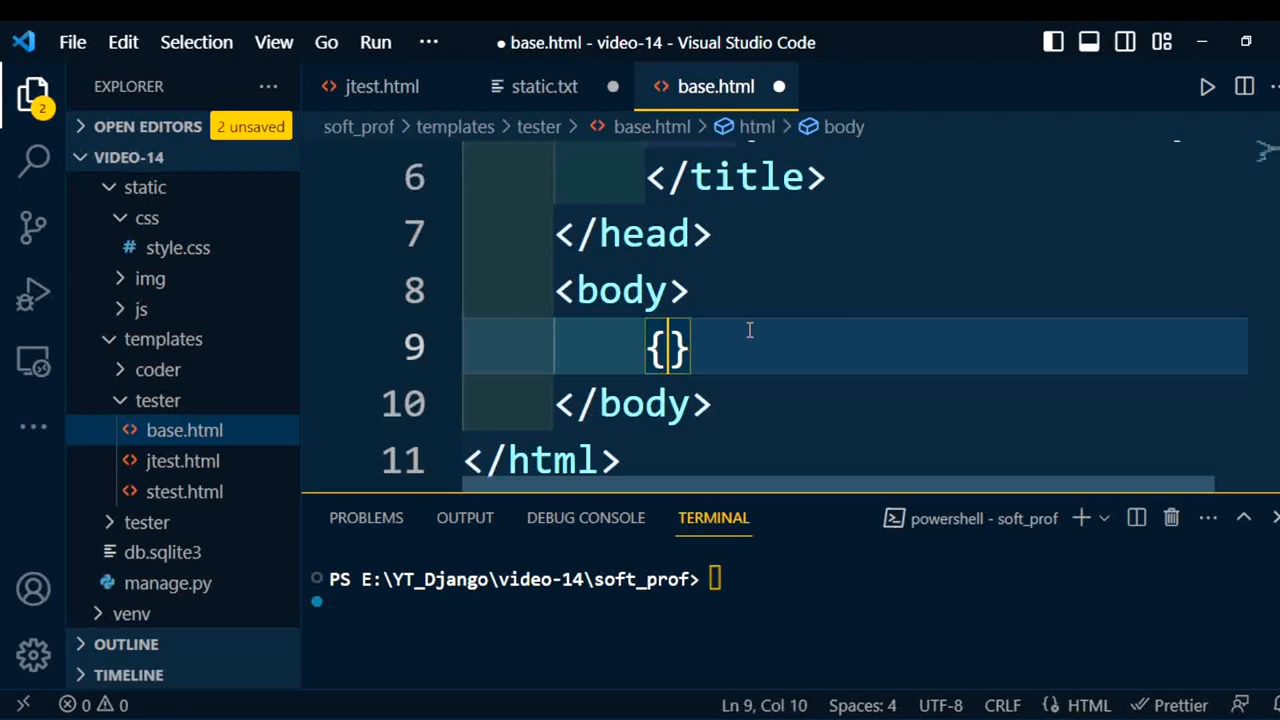 File Edit Selection View Go Run ··· ● base.html - video-14 - Visual Studio Code
EXPLORER ···
2
OPEN EDITORS 2 unsaved
VIDEO-14
static
css
# style.css
img
js
templates
coder
tester
<> base.html
<> jtest.html
<> stest.html
tester
db.sqlite3
manage.py
venv
OUTLINE
TIMELINE
<> jtest.html static.txt ● <> base.html ●
soft_prof > templates > tester > <> base.html > html > body
6 </title>
7 </head>
8 <body>
9 {}
10 </body>
11 </html>
PROBLEMS OUTPUT DEBUG CONSOLE TERMINAL powershell - soft_prof
PS E:\YT_Django\video-14\soft_prof>
0 0 Ln 9, Col 10 Spaces: 4 UTF-8 CRLF HTML Prettier